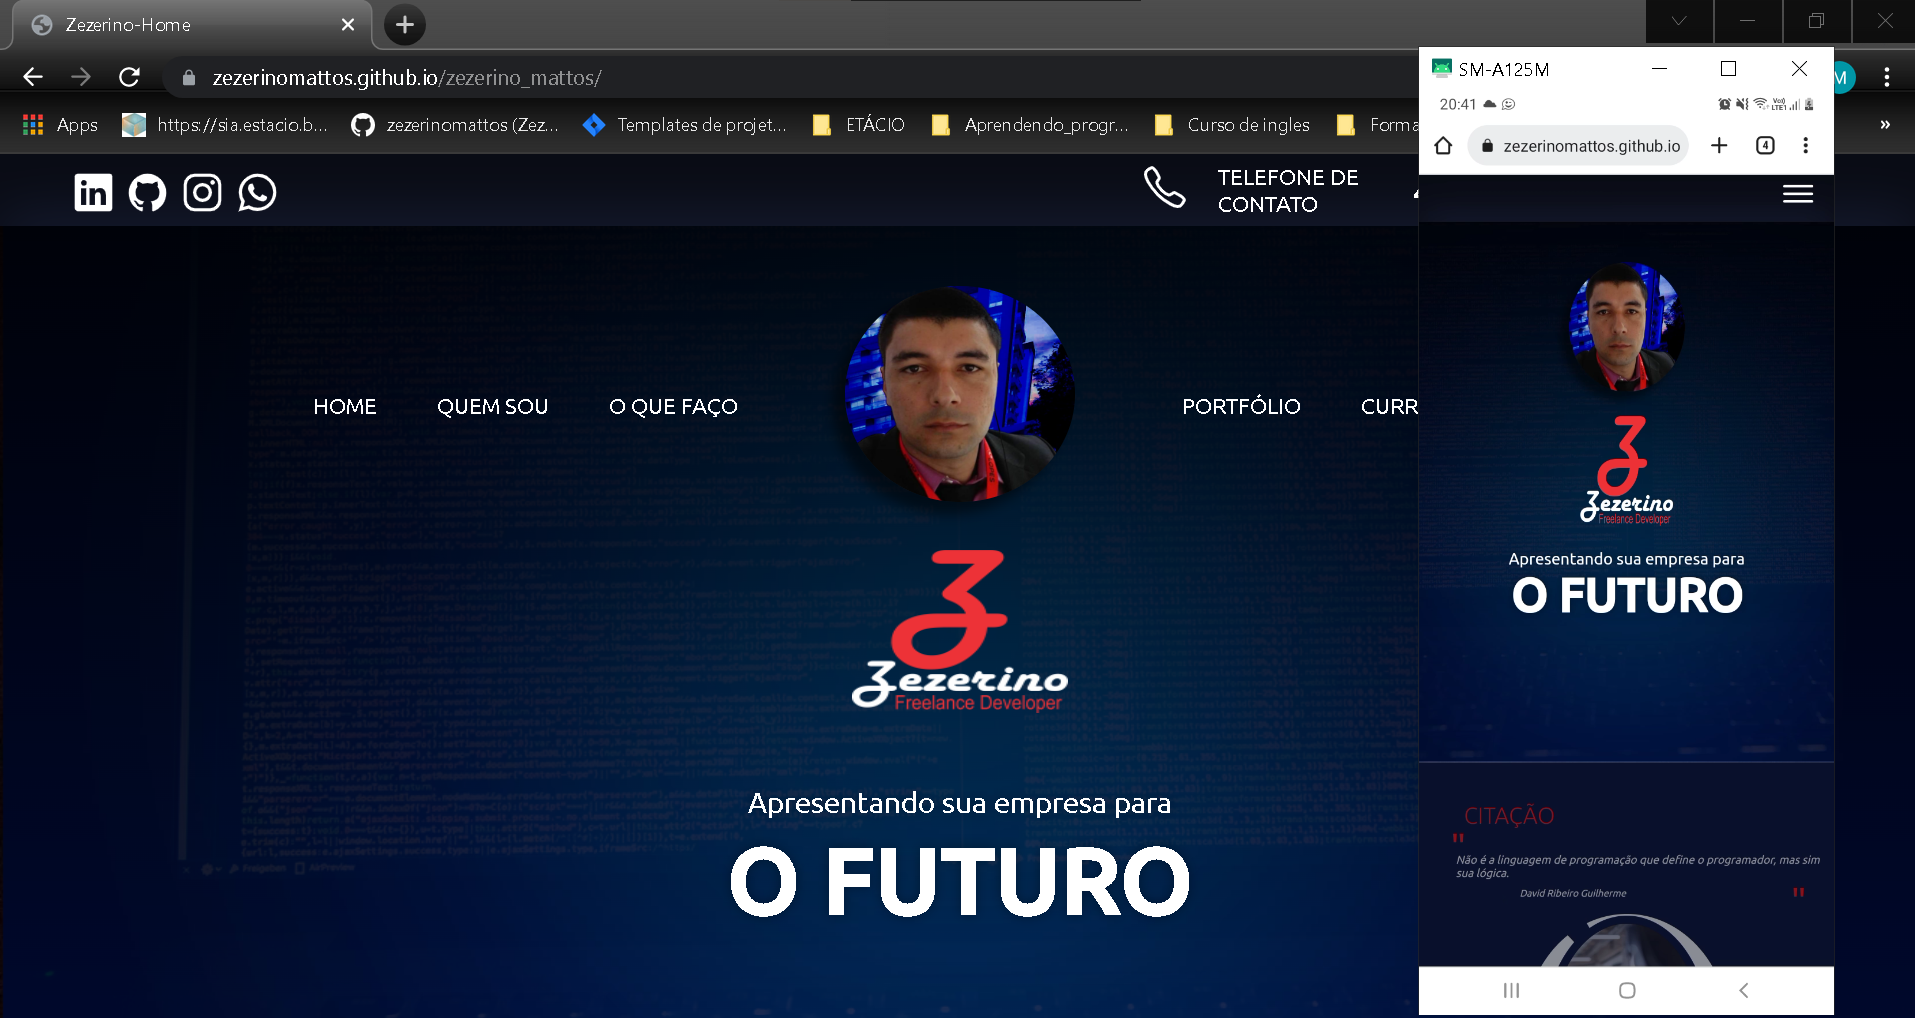 Zezerino-Home
zezerinomattos.github.io/zezerino_mattos/
Apps
https://sia.estacio.b...
zezerinomattos (Zez...
Templates de projet...
ETÁCIO
Aprendendo_progr...
Curso de ingles
Forma
»
M
TELEFONE DE
CONTATO
HOME
QUEM SOU
O QUE FAÇO
PORTFÓLIO
CURR
Zezerino
Freelance Developer
Apresentando sua empresa para
O FUTURO
SM-A125M
20:41
zezerinomattos.github.io
4
Zezerino
Freelance Developer
Apresentando sua empresa para
O FUTURO
CITAÇÃO
"
Não é a linguagem de programação que define o programador, mas sim
sua lógica.
David Ribeiro Guilherme
"